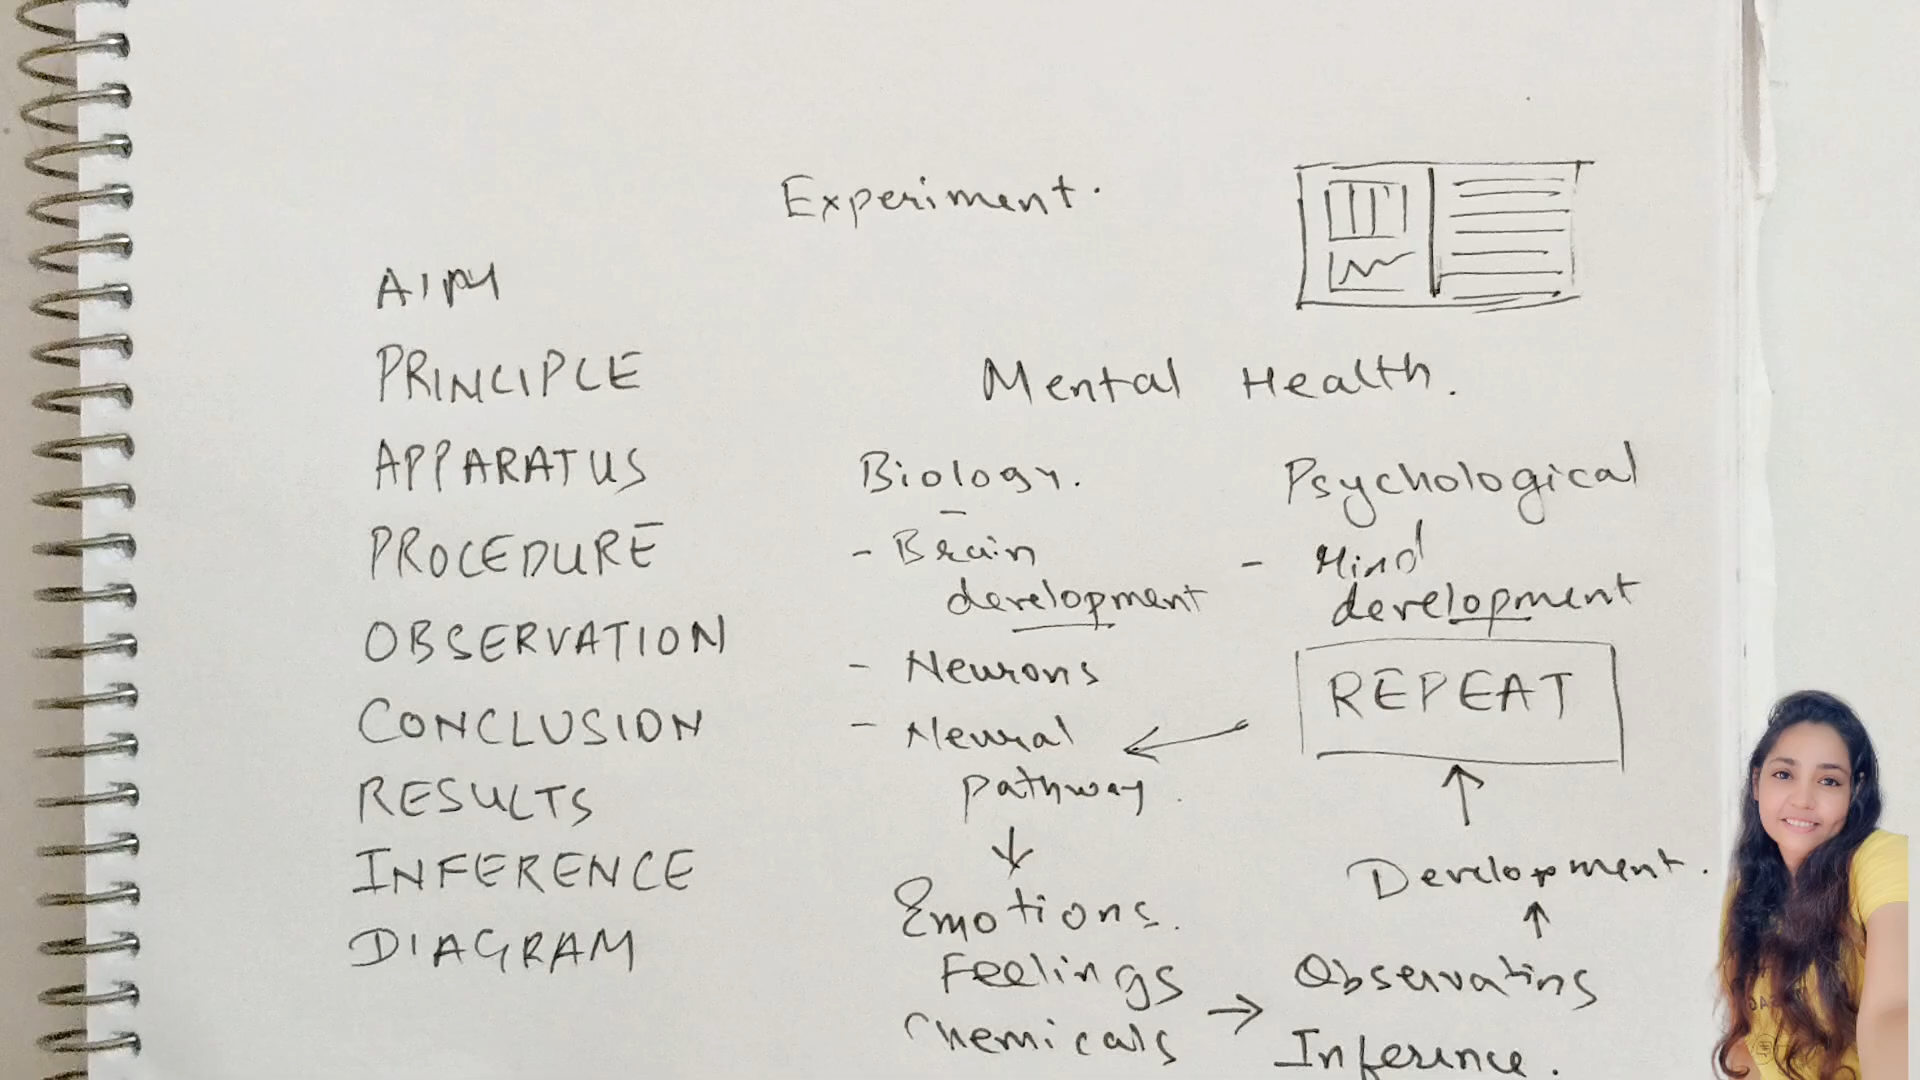 Experiment.
AIM
PRINCIPLE
APPARATUS
PROCEDURE
OBSERVATION
CONCLUSION
RESULTS
INFERENCE
DIAGRAM
Mental Health.
Biology.
- Brain
development
- Neurons
- Neural
pathway.
Emotions.
Feelings
Chemicals
Psychological
- Mind
development
REPEAT
Development.
Observatins
Inference.